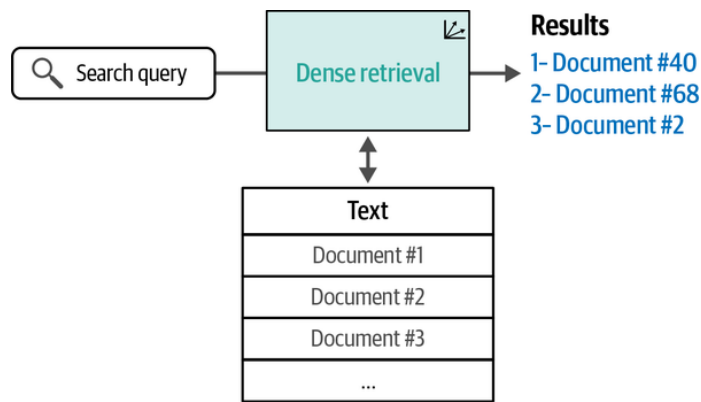 Search query
Dense retrieval
Results
1- Document #40
2- Document #68
3- Document #2
Text
Document #1
Document #2
Document #3
...